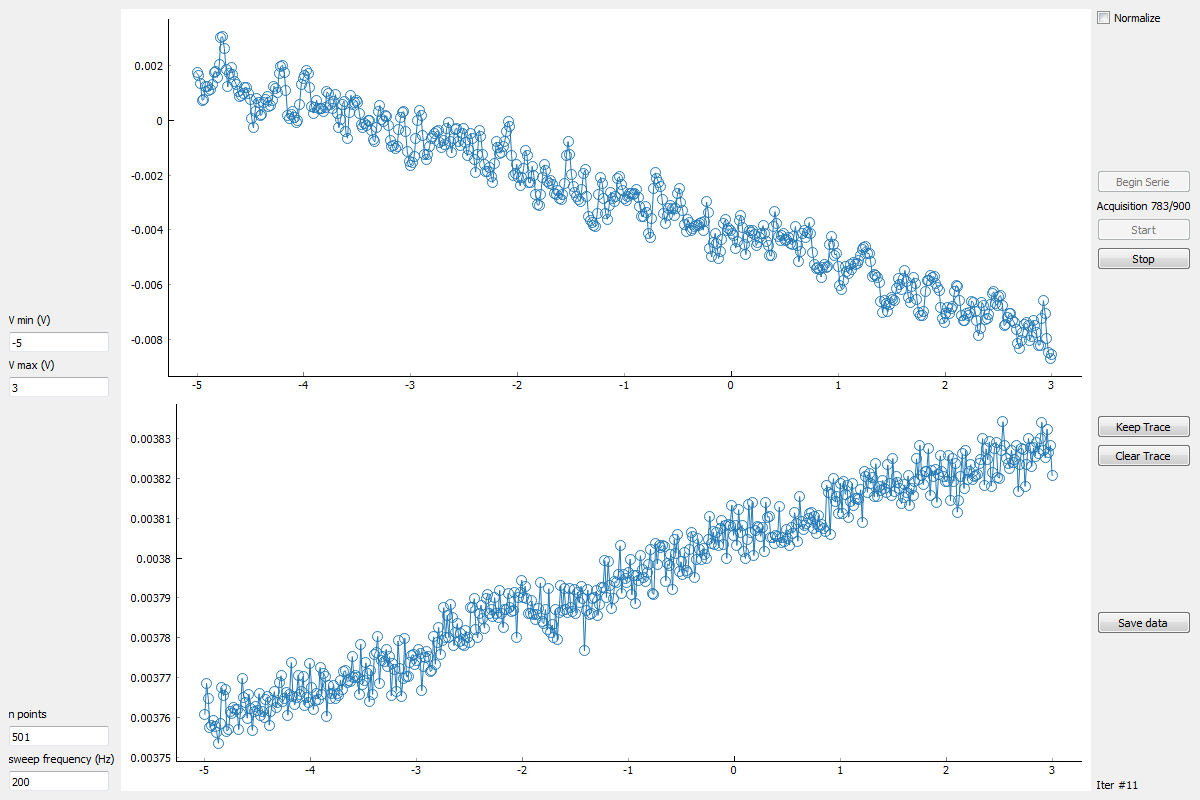 Normalize
0.002
0
-0.002
-0.004
-0.006
-0.008
-5 -4 -3 -2 -1 0 1 2 3
Begin Serie
Acquisition 783/900
Start
Stop
V min (V)
-5
V max (V)
3
0.00383
0.00382
0.00381
0.0038
0.00379
0.00378
0.00377
0.00376
0.00375
-5 -4 -3 -2 -1 0 1 2 3
Keep Trace
Clear Trace
Save data
n points
501
sweep frequency (Hz)
200
Iter #11